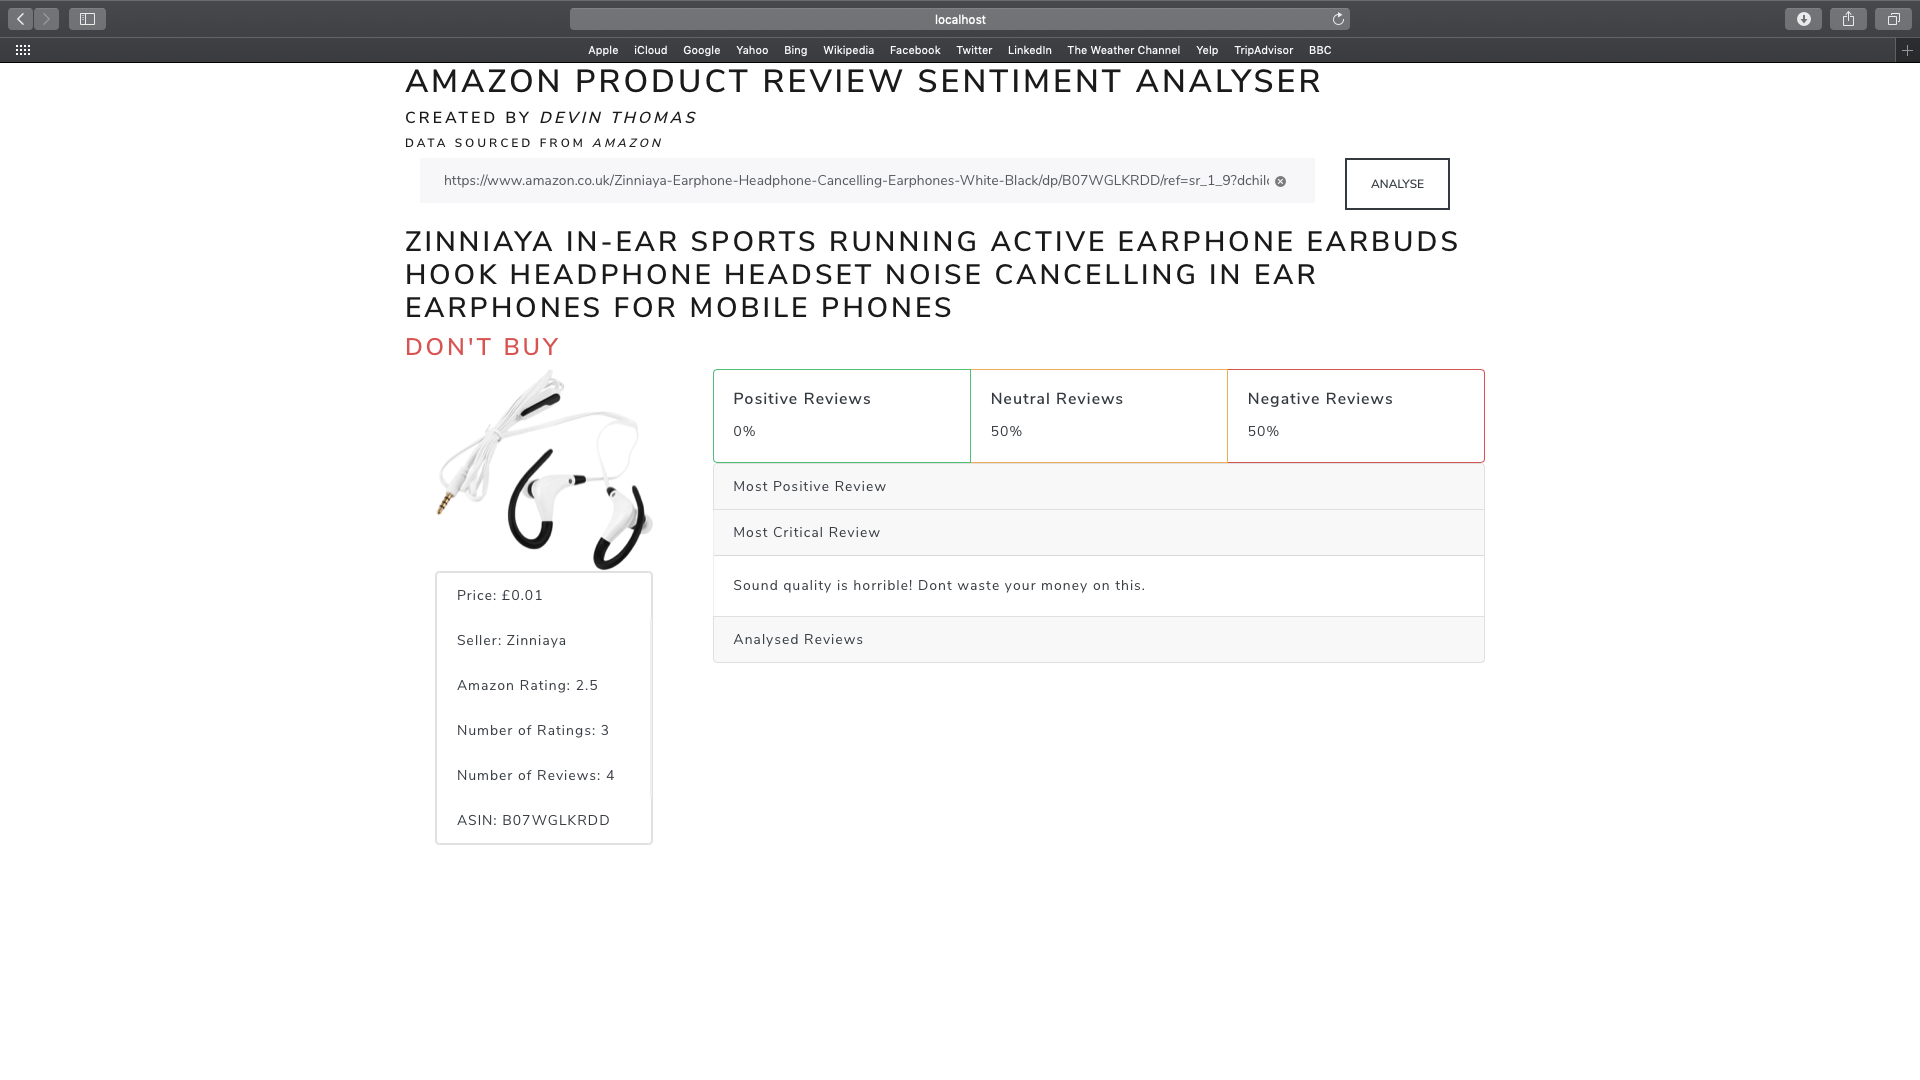 localhost
Apple iCloud Google Yahoo Bing Wikipedia Facebook Twitter LinkedIn The Weather Channel Yelp TripAdvisor BBC
AMAZON PRODUCT REVIEW SENTIMENT ANALYSER
CREATED BY DEVIN THOMAS
DATA SOURCED FROM AMAZON
https://www.amazon.co.uk/Zinniaya-Earphone-Headphone-Cancelling-Earphones-White-Black/dp/B07WGLKRDD/ref=sr_1_9?dchild
ANALYSE
ZINNIAYA IN-EAR SPORTS RUNNING ACTIVE EARPHONE EARBUDS
HOOK HEADPHONE HEADSET NOISE CANCELLING IN EAR
EARPHONES FOR MOBILE PHONES
DON'T BUY
Positive Reviews Neutral Reviews Negative Reviews
0% 50% 50%
Most Positive Review
Most Critical Review
Sound quality is horrible! Dont waste your money on this.
Analysed Reviews
Price: £0.01
Seller: Zinniaya
Amazon Rating: 2.5
Number of Ratings: 3
Number of Reviews: 4
ASIN: B07WGLKRDD